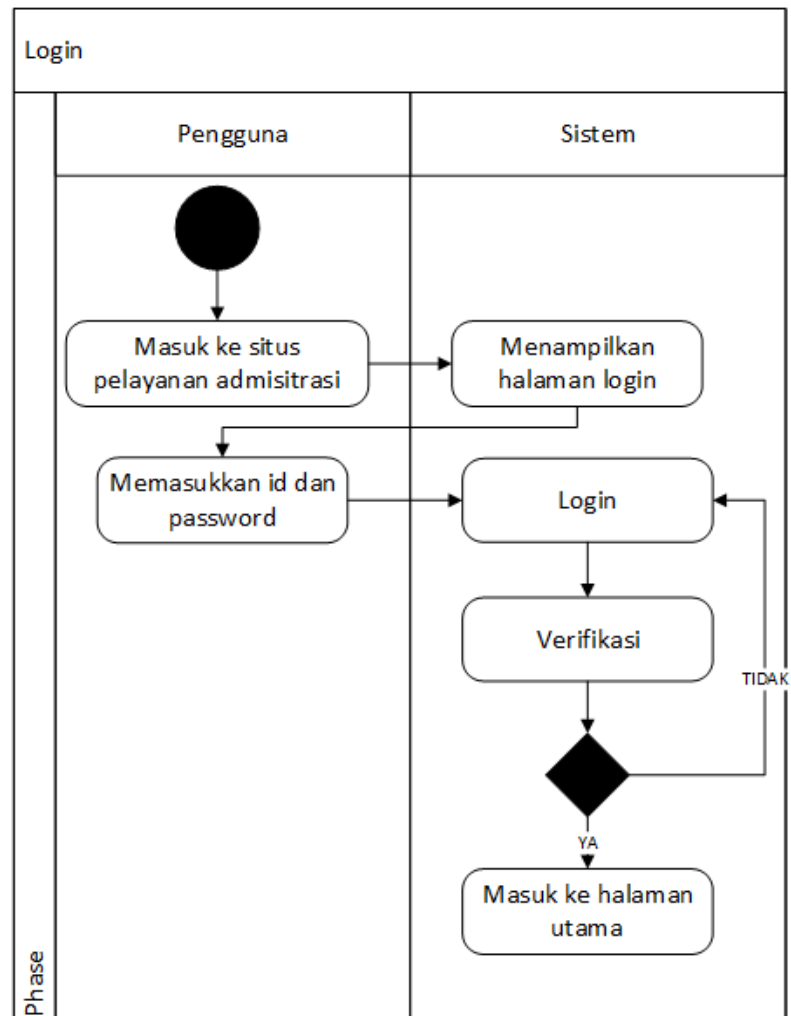 Login
Pengguna
Sistem
Masuk ke situs
pelayanan admisitrasi
Menampilkan
halaman login
Memasukkan id dan
password
Login
Verifikasi
TIDAK
YA
Masuk ke halaman
utama
Phase